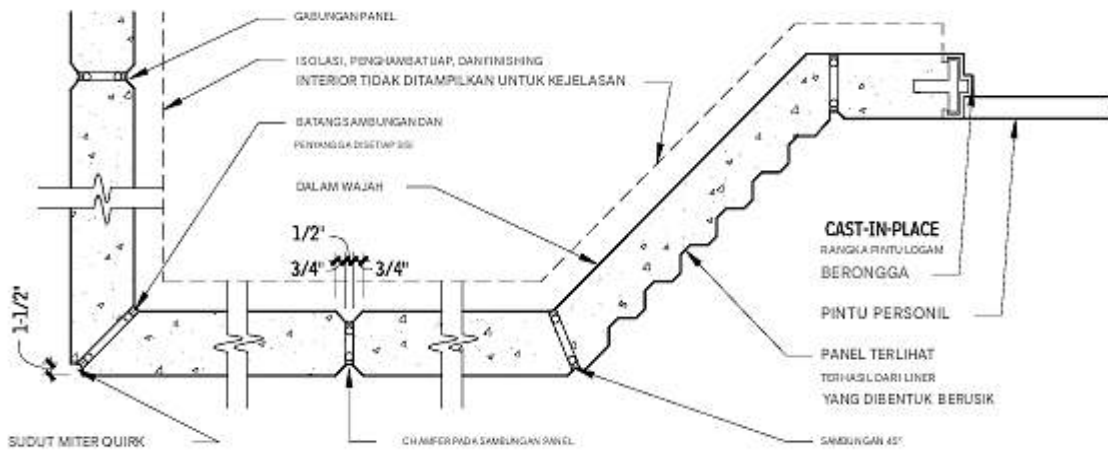 GABUNGAN PANEL
ISOLASI, PENGHAMBAT UAP, DAN FINISHING
INTERIOR TIDAK DITAMPILKAN UNTUK KEJELASAN
BATANG SAMBUNGAN DAN
PENYANGGA DI SETIAP SISI
DALAM WAJAH
1/2"
3/4"
3/4"
1-1/2"
CAST-IN-PLACE
RANGKA PINTU LOGAM
BERONGGA
PINTU PERSONIL
PANEL TERLIHAT
TERHASIL DARI LINER
YANG DIBENTUK BERUSIK
SUDUT MITER QUIRK
CHAMFER PADA SAMBUNGAN PANEL
SAMBUNGAN 45°